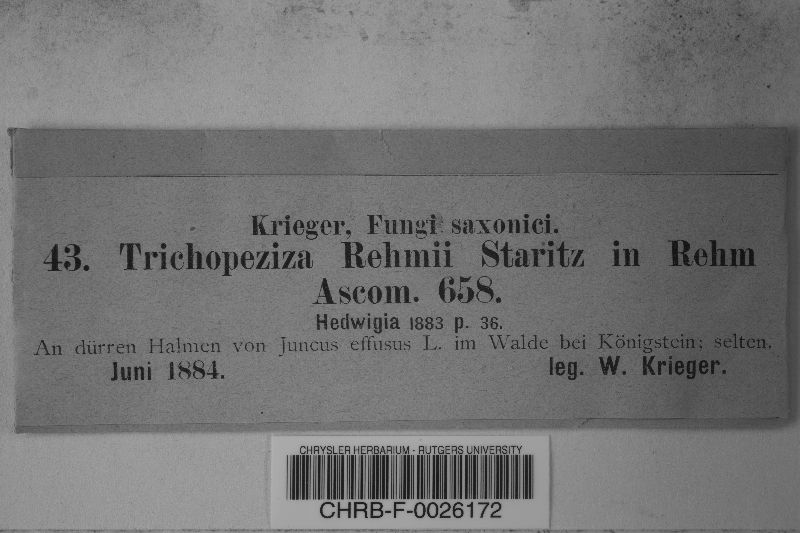 Krieger, Fungi saxonici.
43. Trichopeziza Rehmii Staritz in Rehm
Ascom. 658.
Hedwigia 1883 p. 36.
An dürren Halmen von Juncus effusus L. im Walde bei Königstein; selten.
Juni 1884. leg. W. Krieger.
CHRYSLER HERBARIUM - RUTGERS UNIVERSITY
CHRB-F-0026172